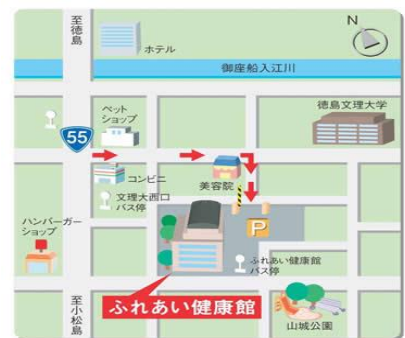 至徳島
ホテル
N
御座船入江川
徳島文理大学
ペット
ショップ
55
コンビニ
美容院
文理大西口
バス停
P
ハンバーガー
ショップ
ふれあい健康館
バス停
至小松島
ふれあい健康館
山城公園